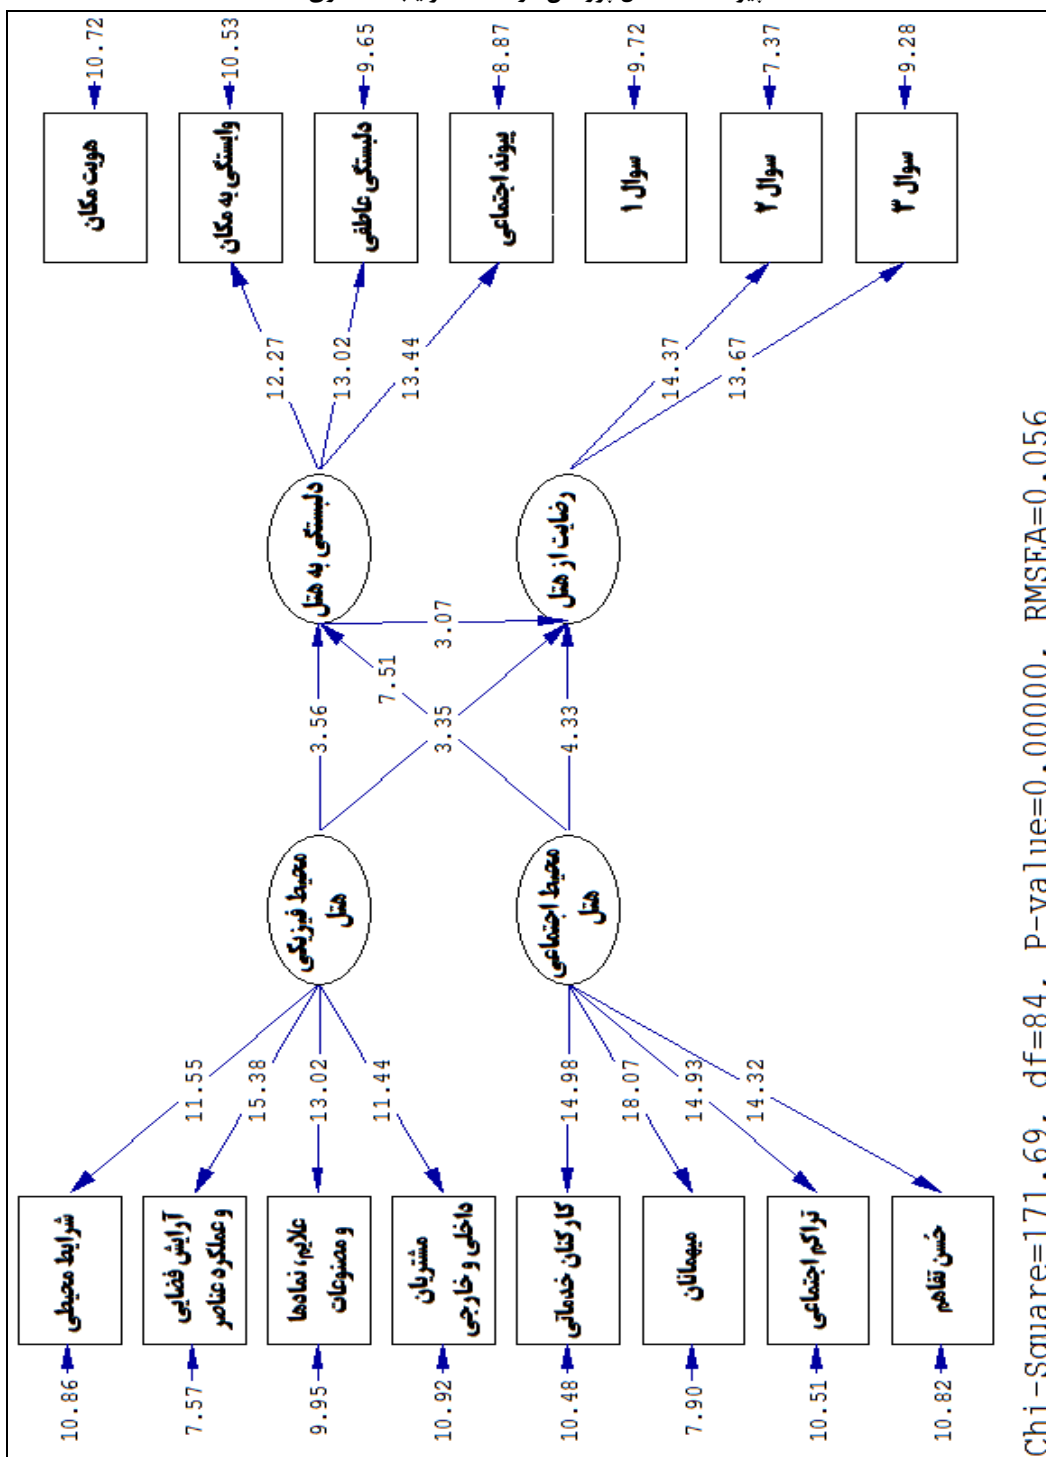 10.86
شرایط محیطی
7.57
آرایش فضایی
و عملکرد عناصر
9.95
علایم، نمادها
و مصنوعات
10.92
مشتریان
داخلی و خارجی
10.48
کارکنان خدماتی
7.90
میهمانان
10.51
تراکم اجتماعی
10.82
حُسن تفاهم
11.55
15.38
13.02
11.44
14.98
18.07
14.93
14.32
محیط فیزیکی
هتل
محیط اجتماعی
هتل
3.56
7.51
3.35
4.33
3.07
دلبستگی به هتل
رضایت از هتل
12.27
13.02
13.44
14.37
13.67
هویت مکان
10.72
وابستگی به مکان
10.53
دلبستگی عاطفی
9.65
پیوند اجتماعی
8.87
سوال ۱
9.72
سوال ۲
7.37
سوال ۳
9.28
Chi-Square=171.69, df=84, P-value=0.00000, RMSEA=0.056